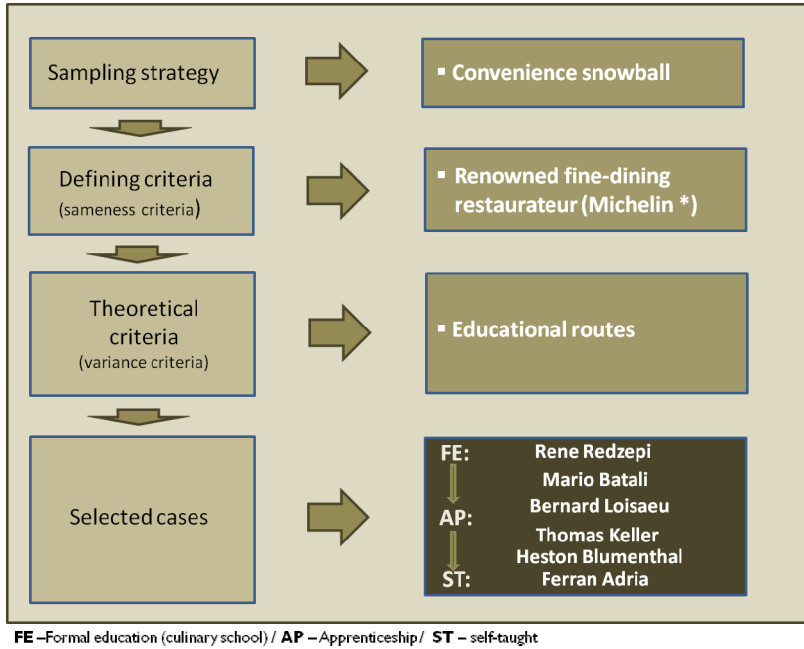 Sampling strategy
▪ Convenience snowball
Defining criteria
(sameness criteria)
▪ Renowned fine-dining
restaurateur (Michelin *)
Theoretical
criteria
(variance criteria)
▪ Educational routes
Selected cases
FE: Rene Redzepi
Mario Batali
Bernard Loisaeu
AP:
Thomas Keller
Heston Blumenthal
ST: Ferran Adria
FE –Formal education (culinary school) / AP – Apprenticeship / ST – self-taught